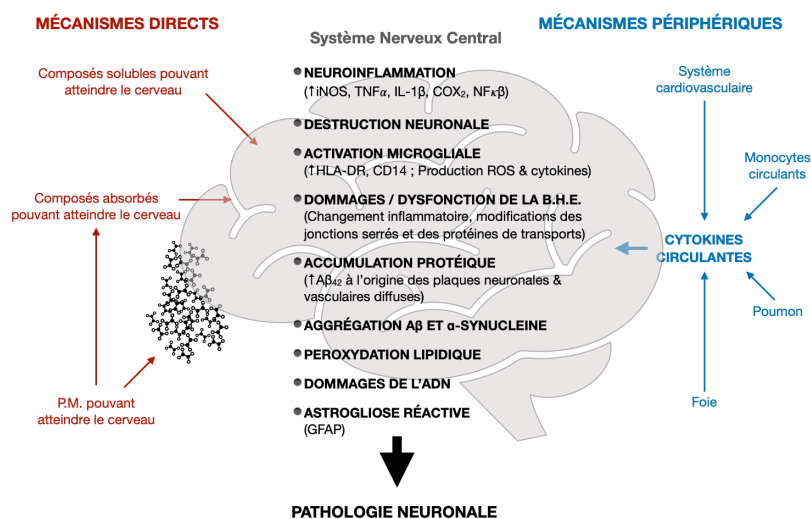 MÉCANISMES DIRECTS
MÉCANISMES PÉRIPHÉRIQUES
Système Nerveux Central
Composés solubles pouvant
atteindre le cerveau
Composés absorbés
pouvant atteindre le cerveau
P.M. pouvant
atteindre le cerveau
NEUROINFLAMMATION
(↑iNOS, TNFα, IL-1β, COX₂, NFκβ)
DESTRUCTION NEURONALE
ACTIVATION MICROGLIALE
(↑HLA-DR, CD14 ; Production ROS & cytokines)
DOMMAGES / DYSFONCTION DE LA B.H.E.
(Changement inflammatoire, modifications des
jonctions serrés et des protéines de transports)
ACCUMULATION PROTÉIQUE
(↑Aβ₄₂ à l'origine des plaques neuronales &
vasculaires diffuses)
AGGRÉGATION Aβ ET α-SYNUCLEINE
PEROXYDATION LIPIDIQUE
DOMMAGES DE L'ADN
ASTROGLIOSE RÉACTIVE
(GFAP)
PATHOLOGIE NEURONALE
Système
cardiovasculaire
Monocytes
circulants
CYTOKINES
CIRCULANTES
Poumon
Foie